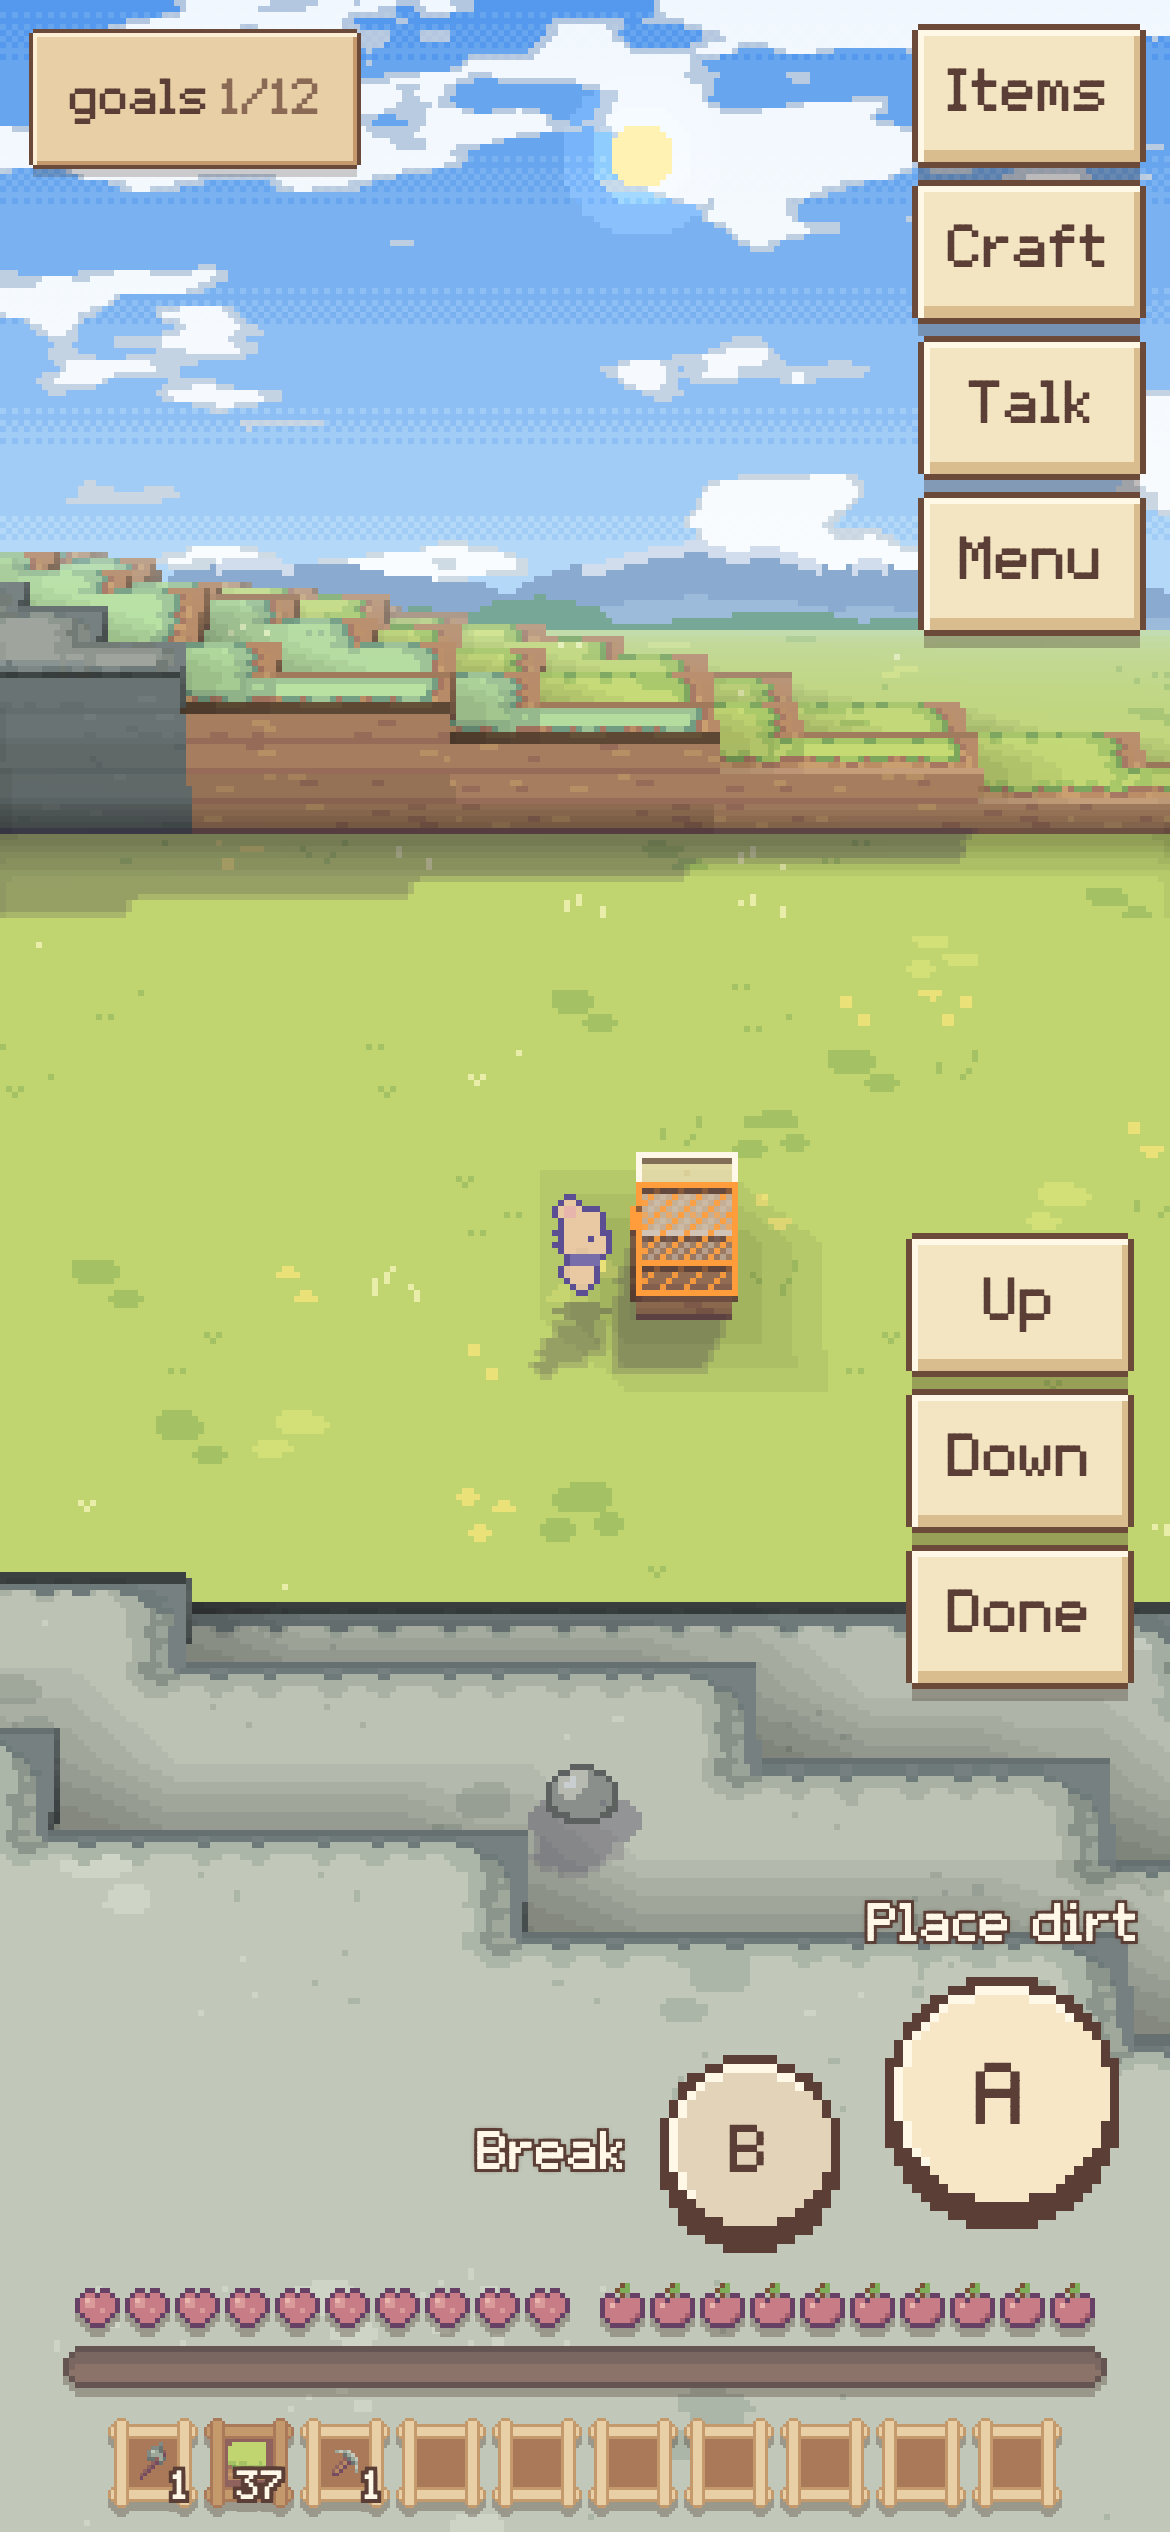 goals 1/12
Items
Craft
Talk
Menu
Up
Down
Done
Place dirt
A
Break
B
1
37
1